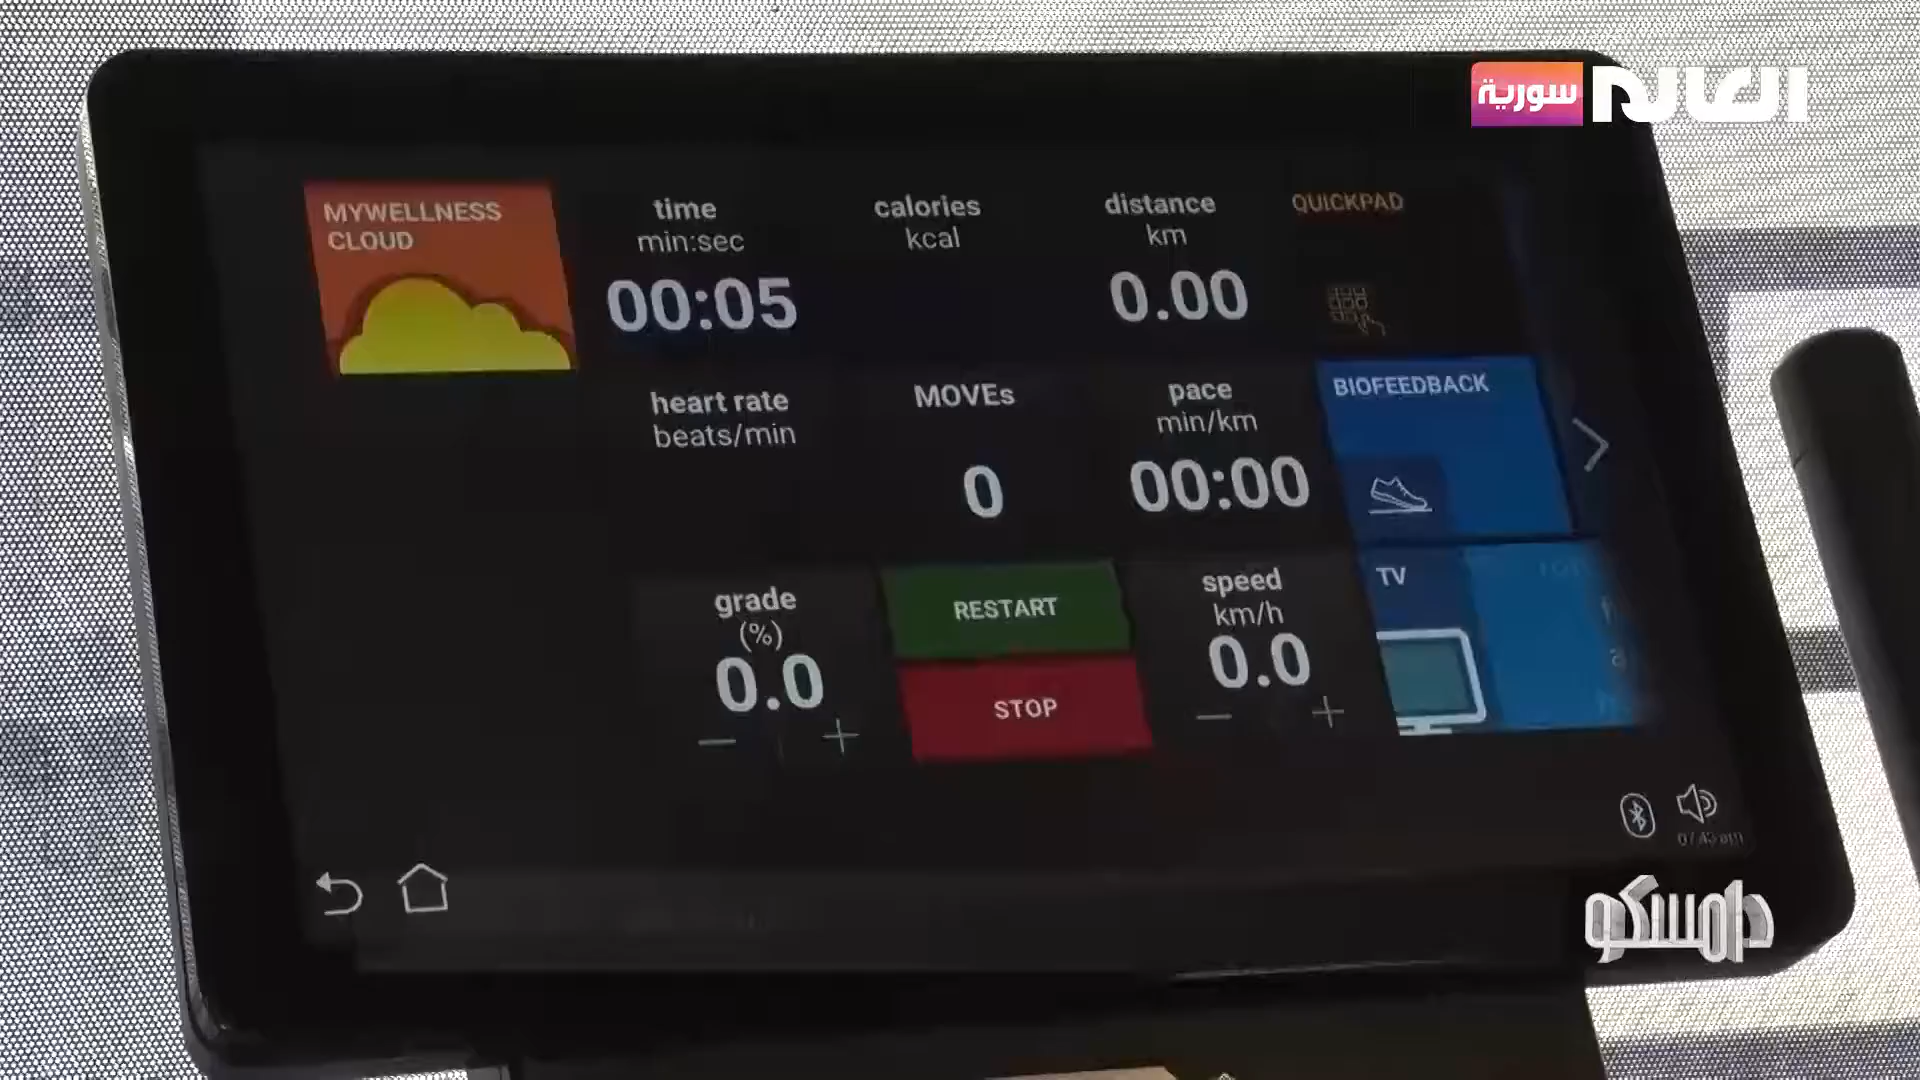 العالم سورية
MYWELLNESS
CLOUD
time
min:sec
00:05
calories
kcal
distance
km
0.00
QUICKPAD
heart rate
beats/min
MOVEs
0
pace
min/km
00:00
BIOFEEDBACK
grade
(%)
0.0
− +
RESTART
STOP
speed
km/h
0.0
− +
TV
دامسكو